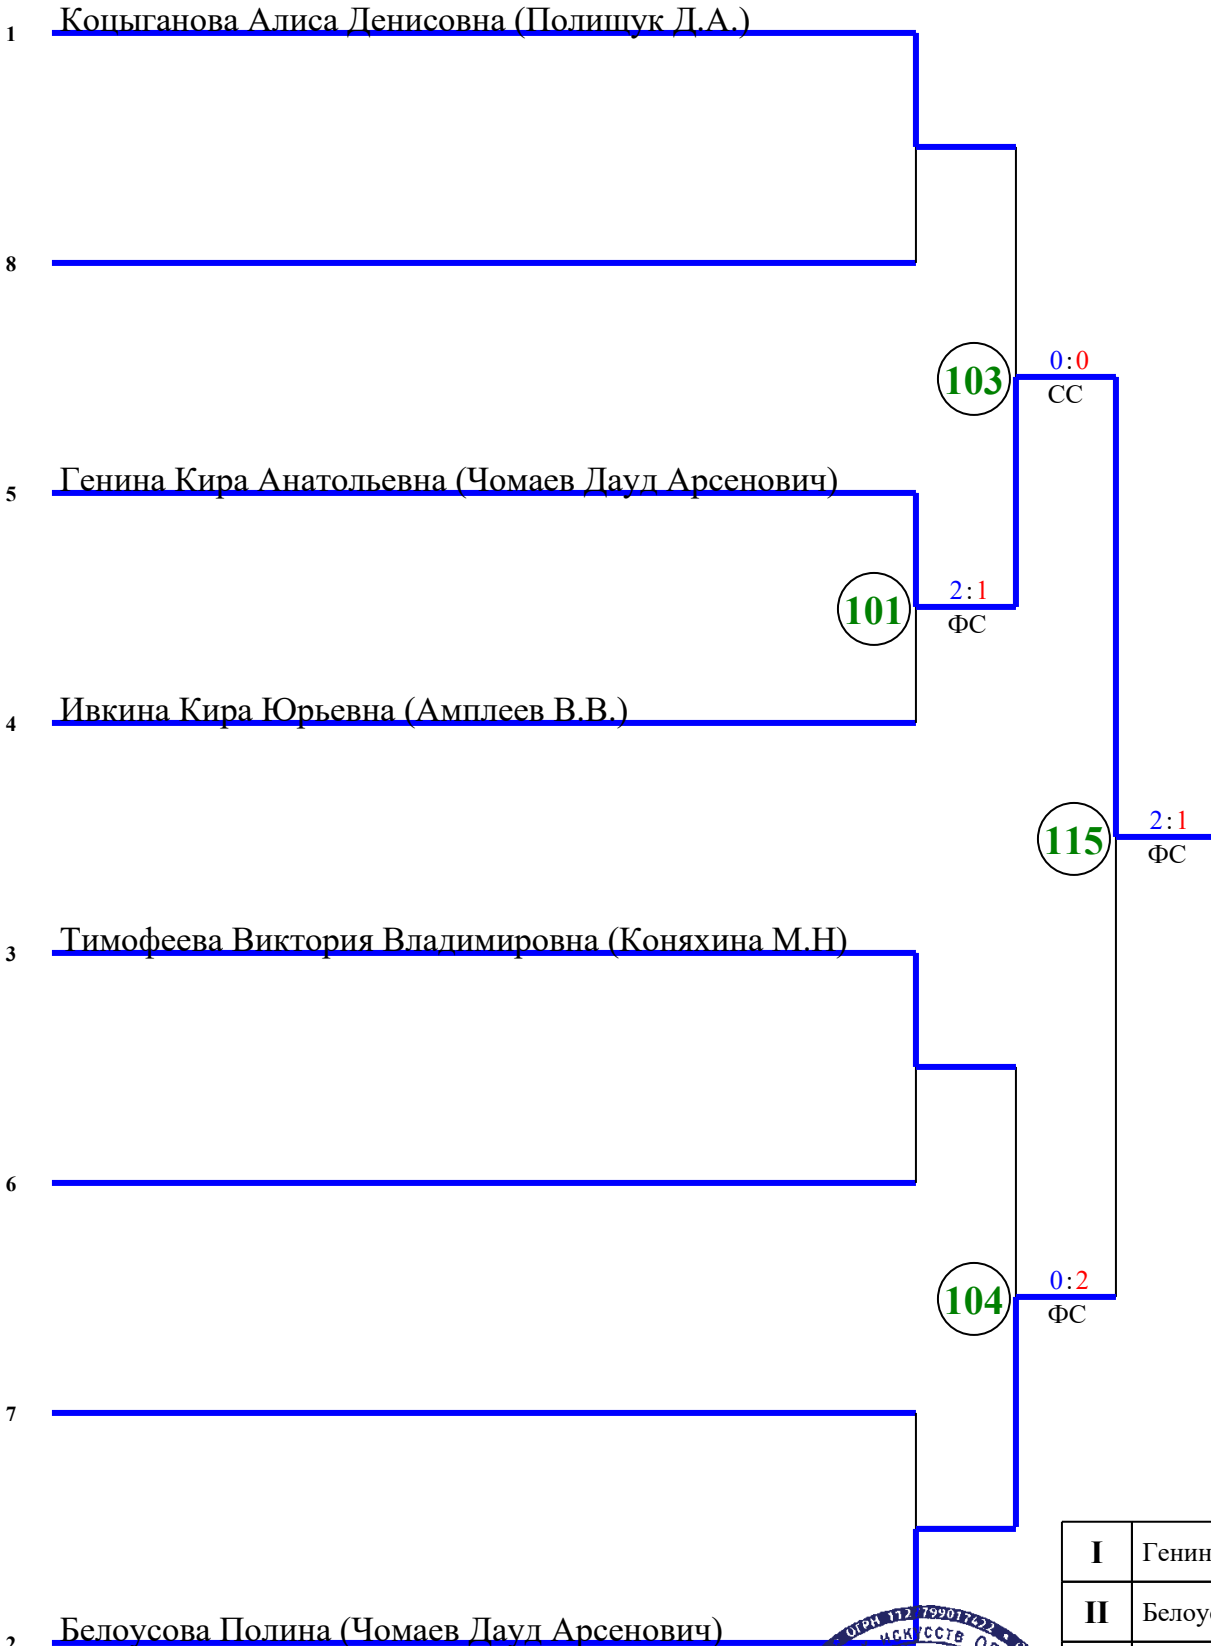 1 Коцыганова Алиса Денисовна (Полищук Д.А.)
8
103 0:0
СС
5 Генина Кира Анатольевна (Чомаев Дауд Арсенович)
101 2:1
ФС
4 Ивкина Кира Юрьевна (Амплеев В.В.)
115 2:1
ФС
3 Тимофеева Виктория Владимировна (Коняхина М.Н)
6
104 0:2
ФС
7
I Генин
II Белоус
2 Белоусова Полина (Чомаев Дауд Арсенович)
ИСКУССТВ